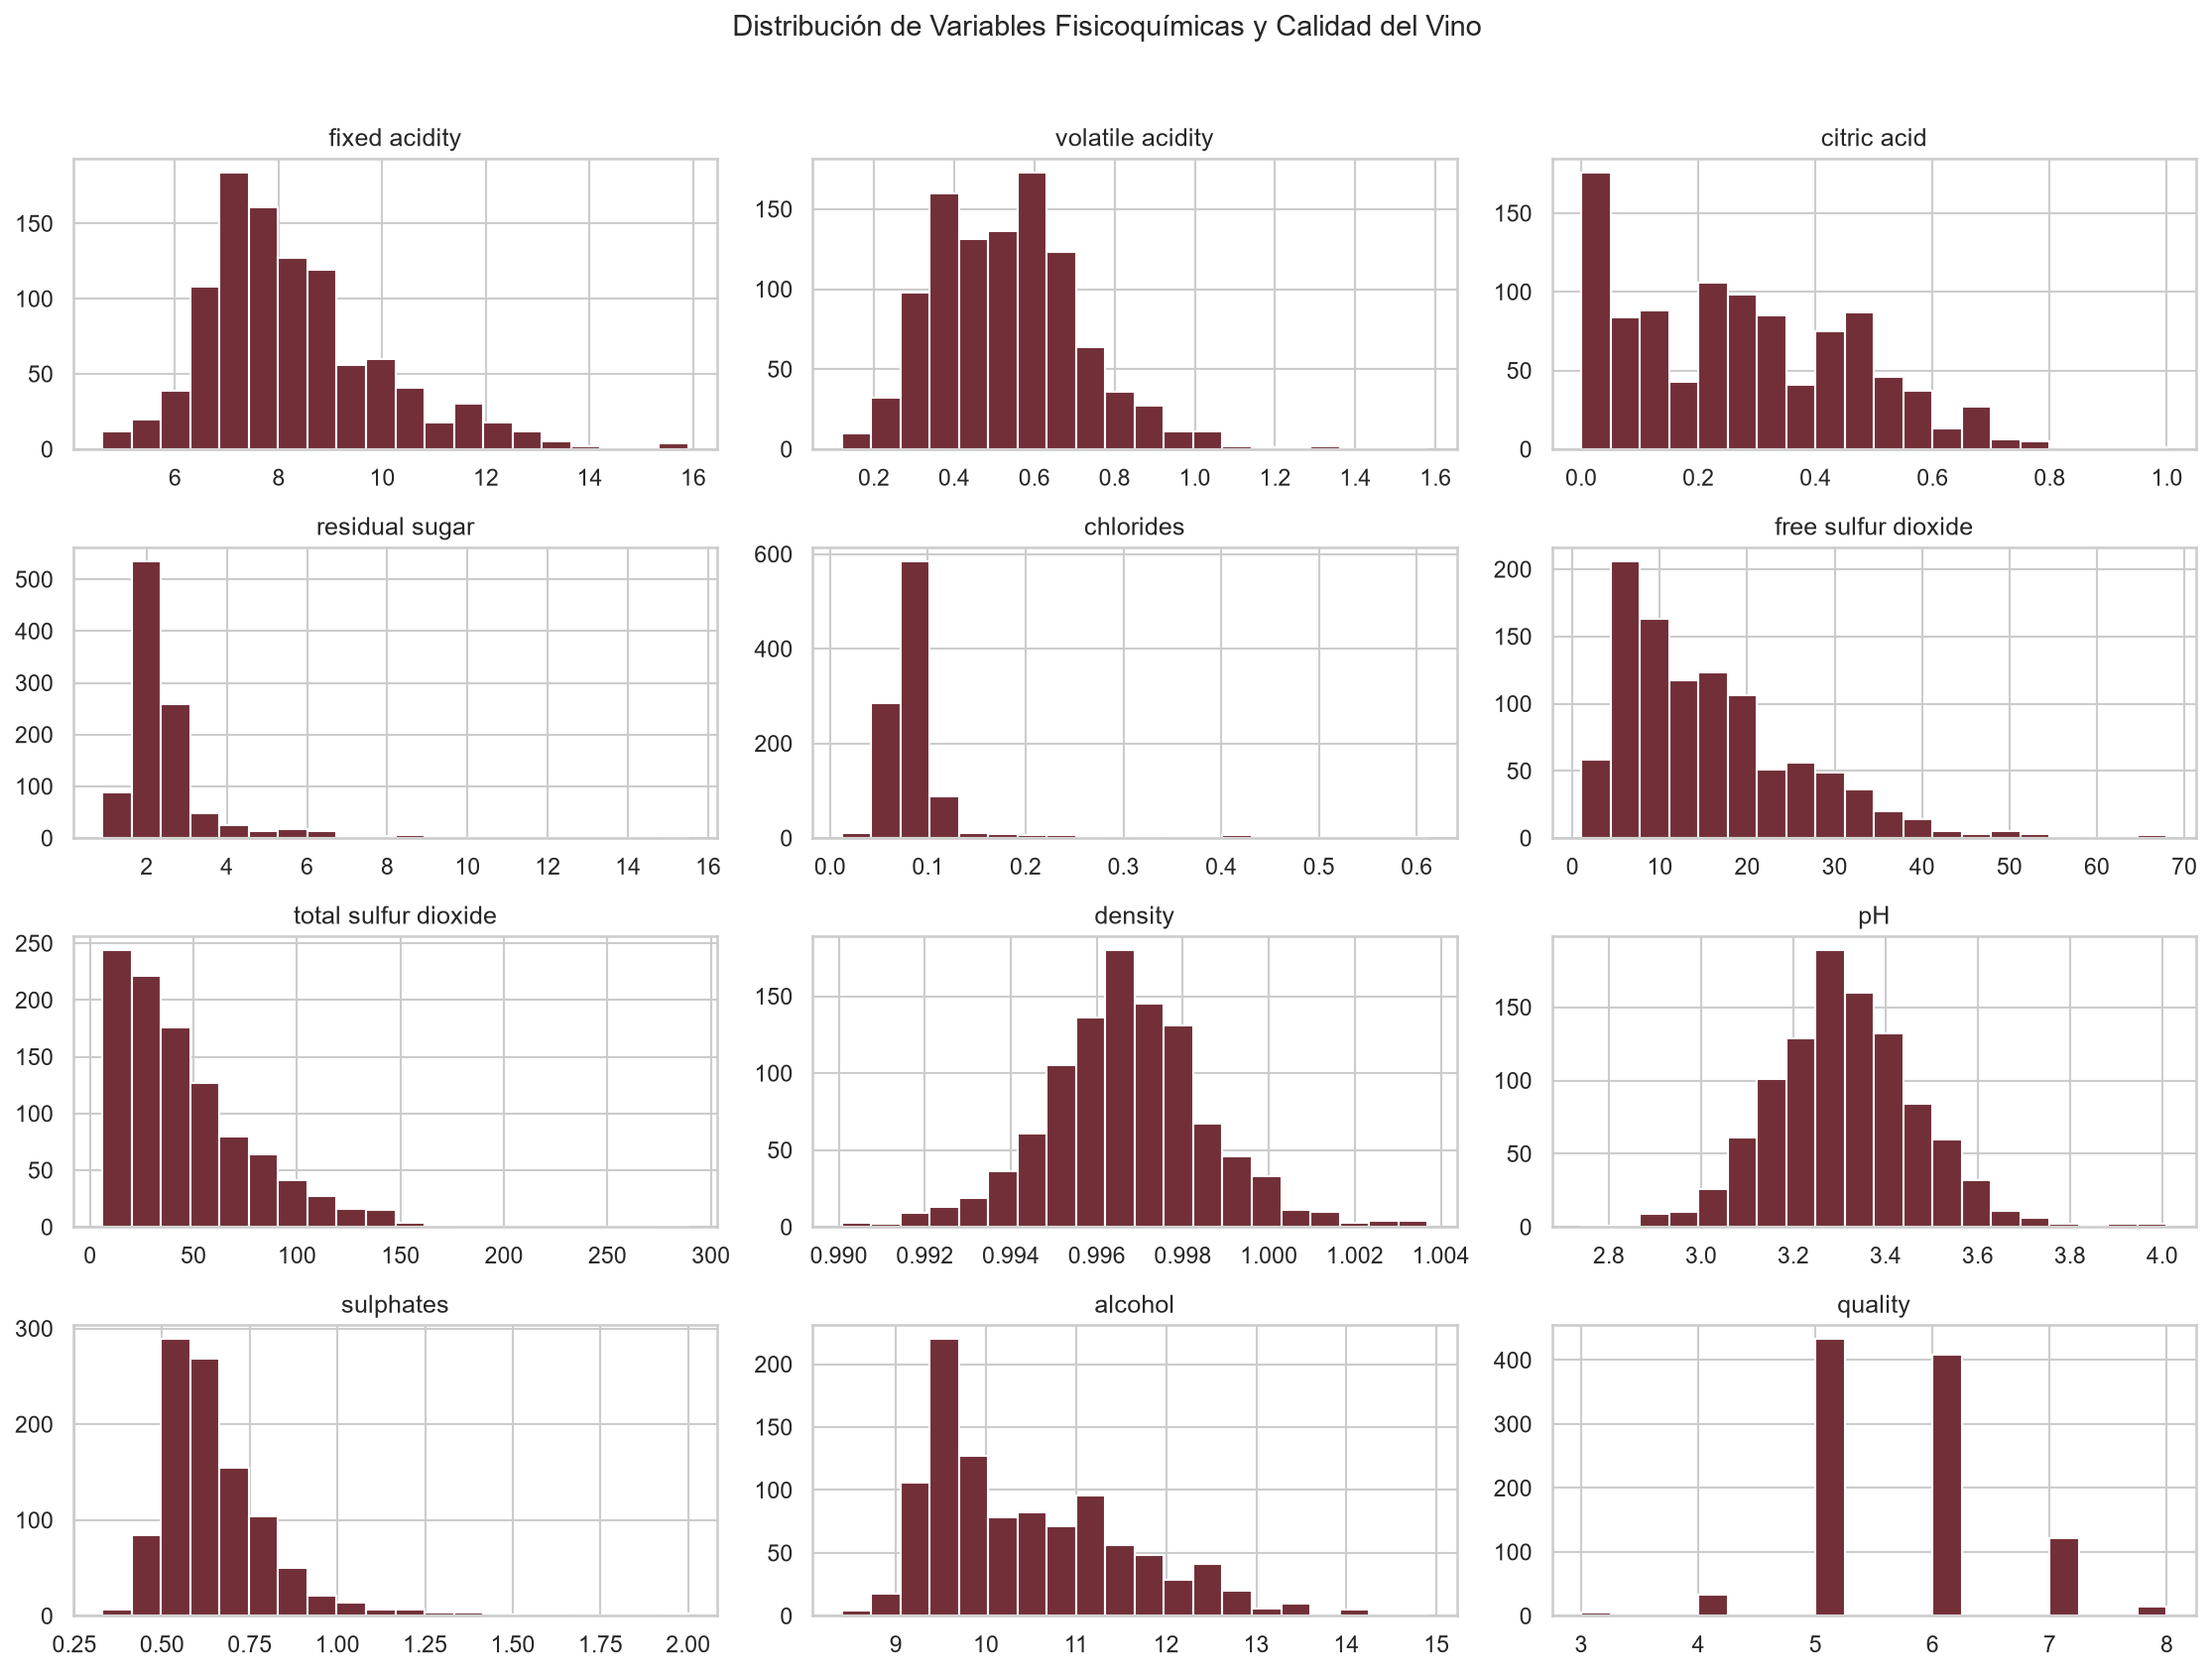 Distribución de Variables Fisicoquímicas y Calidad del Vino
fixed acidity
150
100
50
0
6 8 10 12 14 16
volatile acidity
150
100
50
0
0.2 0.4 0.6 0.8 1.0 1.2 1.4 1.6
citric acid
150
100
50
0
0.0 0.2 0.4 0.6 0.8 1.0
residual sugar
500
400
300
200
100
0
2 4 6 8 10 12 14 16
chlorides
600
400
200
0
0.0 0.1 0.2 0.3 0.4 0.5 0.6
free sulfur dioxide
200
150
100
50
0
0 10 20 30 40 50 60 70
total sulfur dioxide
250
200
150
100
50
0
0 50 100 150 200 250 300
density
150
100
50
0
0.990 0.992 0.994 0.996 0.998 1.000 1.002 1.004
pH
150
100
50
0
2.8 3.0 3.2 3.4 3.6 3.8 4.0
sulphates
300
200
100
0
0.25 0.50 0.75 1.00 1.25 1.50 1.75 2.00
alcohol
200
150
100
50
0
9 10 11 12 13 14 15
quality
400
300
200
100
0
3 4 5 6 7 8